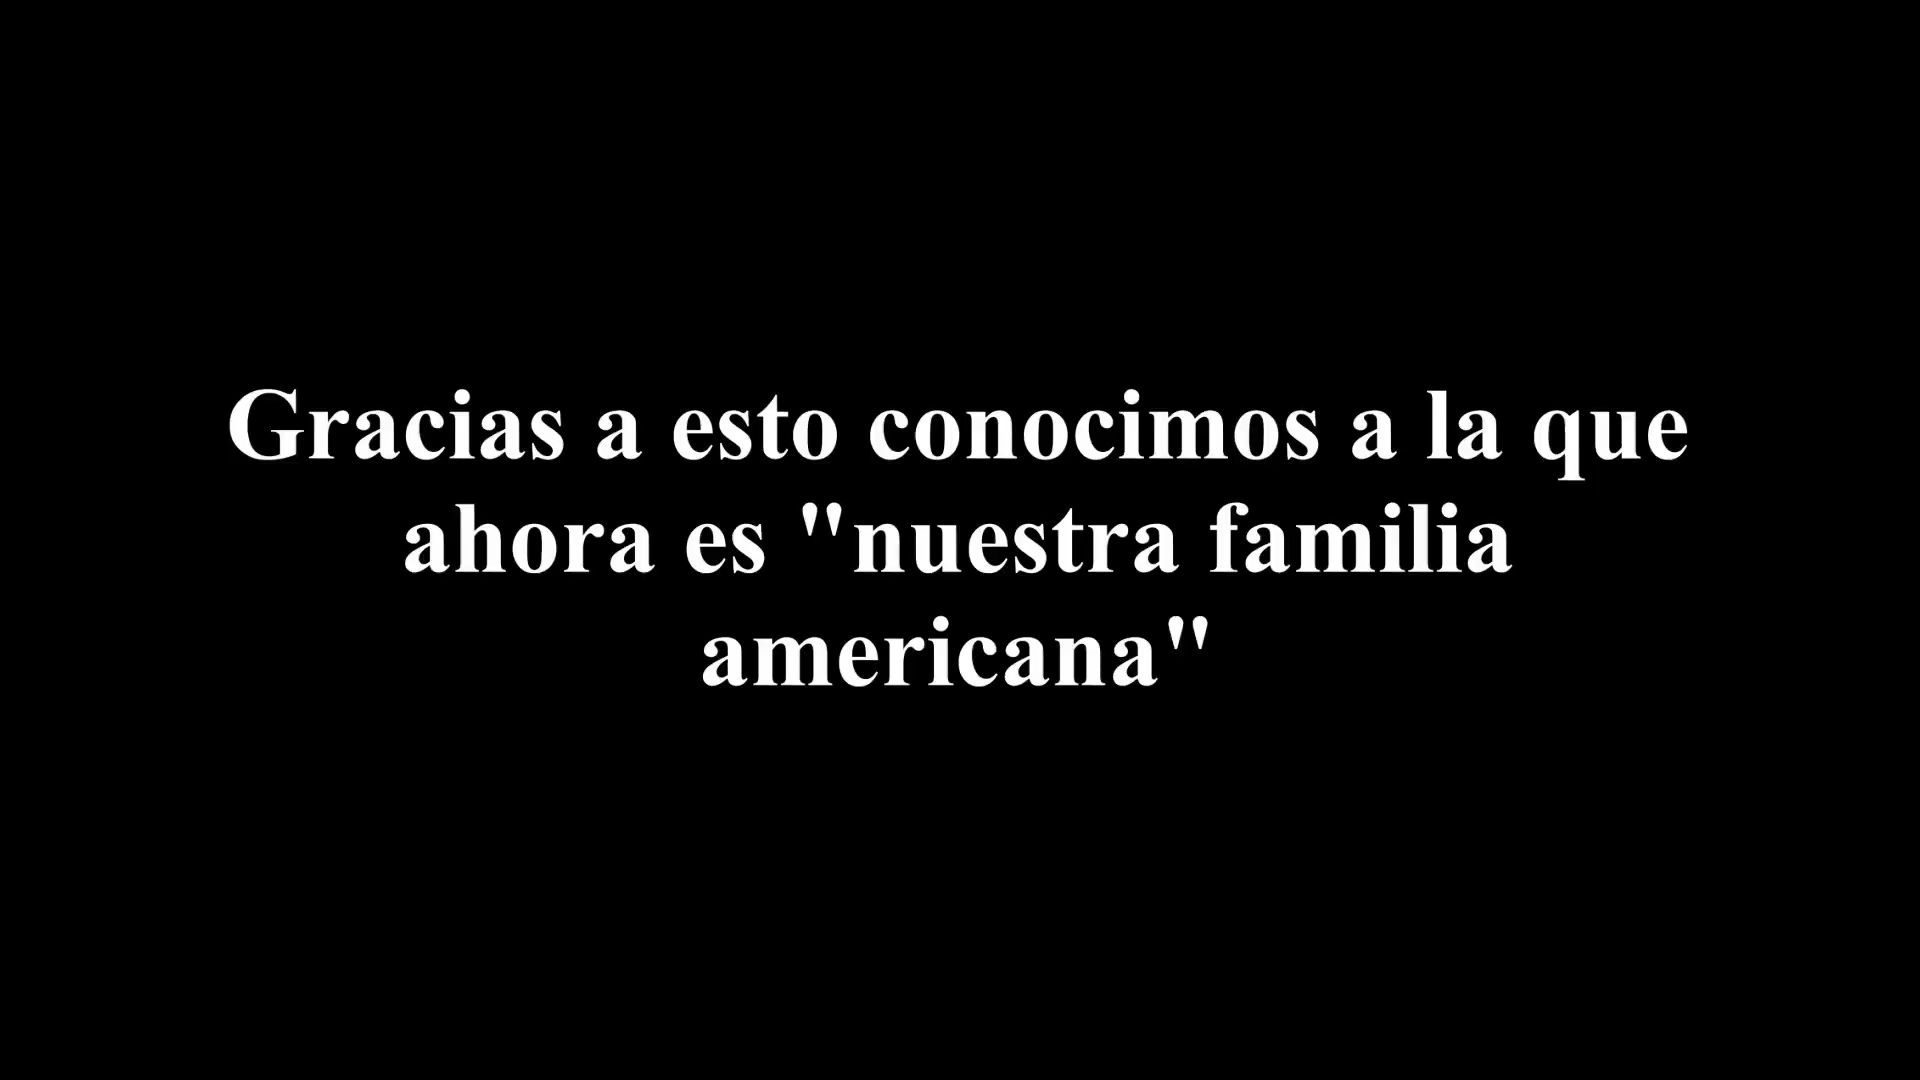 Gracias a esto conocimos a la que
ahora es "nuestra familia
americana"